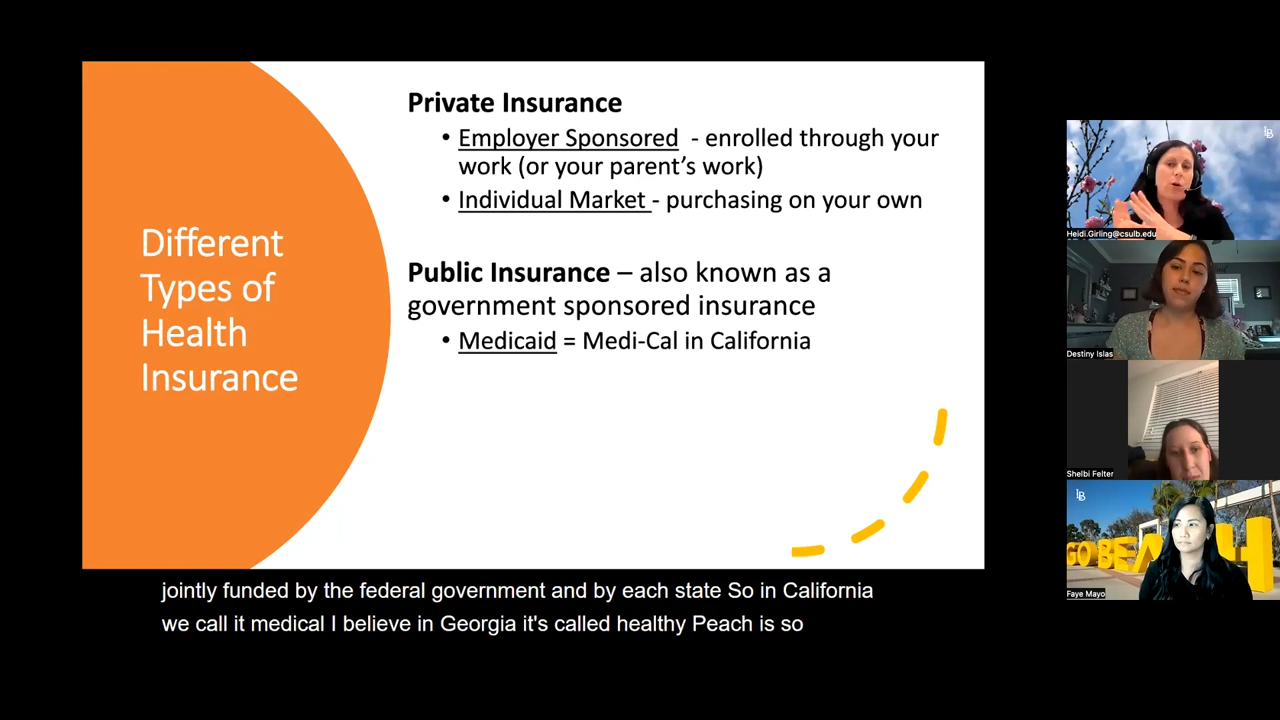 Different
Types of
Health
Insurance
Private Insurance
• Employer Sponsored - enrolled through your
work (or your parent's work)
• Individual Market - purchasing on your own
Public Insurance – also known as a
government sponsored insurance
• Medicaid = Medi-Cal in California
jointly funded by the federal government and by each state So in California
we call it medical I believe in Georgia it's called healthy Peach is so
LB
Heidi.Girling@csulb.edu
Destiny Islas
Shelbi Felter
LB
GO BEACH
Faye Mayo